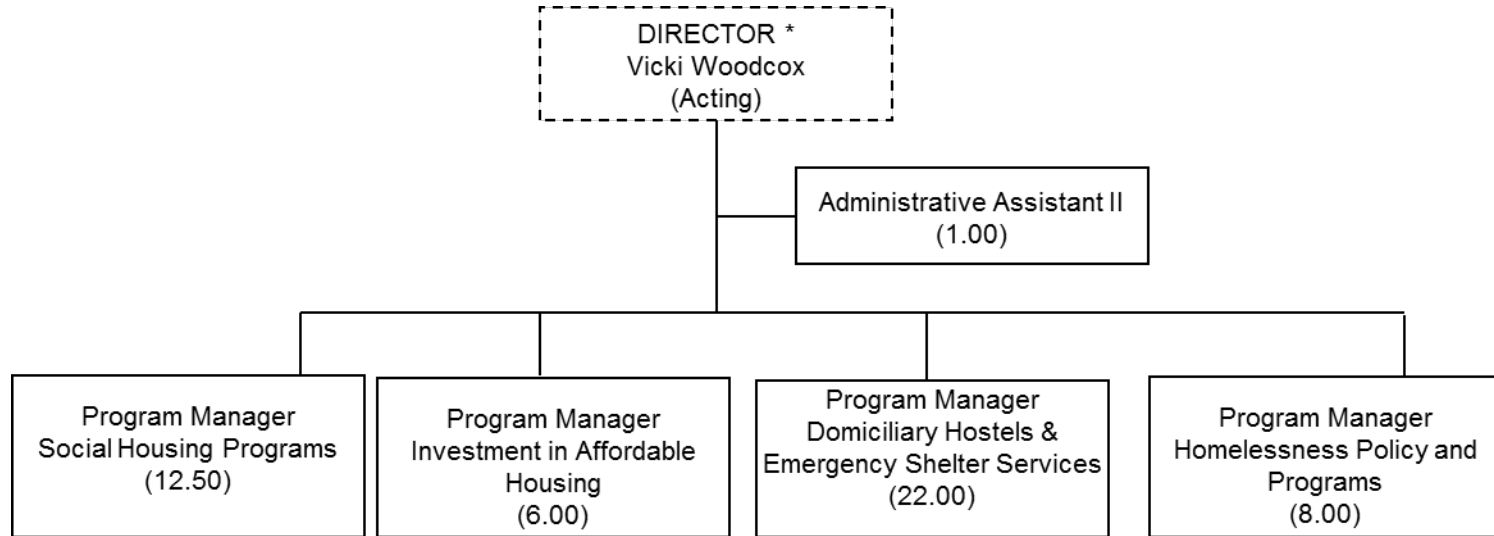 DIRECTOR *
Vicki Woodcox
(Acting)
Administrative Assistant II
(1.00)
Program Manager
Social Housing Programs
(12.50)
Program Manager
Investment in Affordable
Housing
(6.00)
Program Manager
Domiciliary Hostels &
Emergency Shelter Services
(22.00)
Program Manager
Homelessness Policy and
Programs
(8.00)